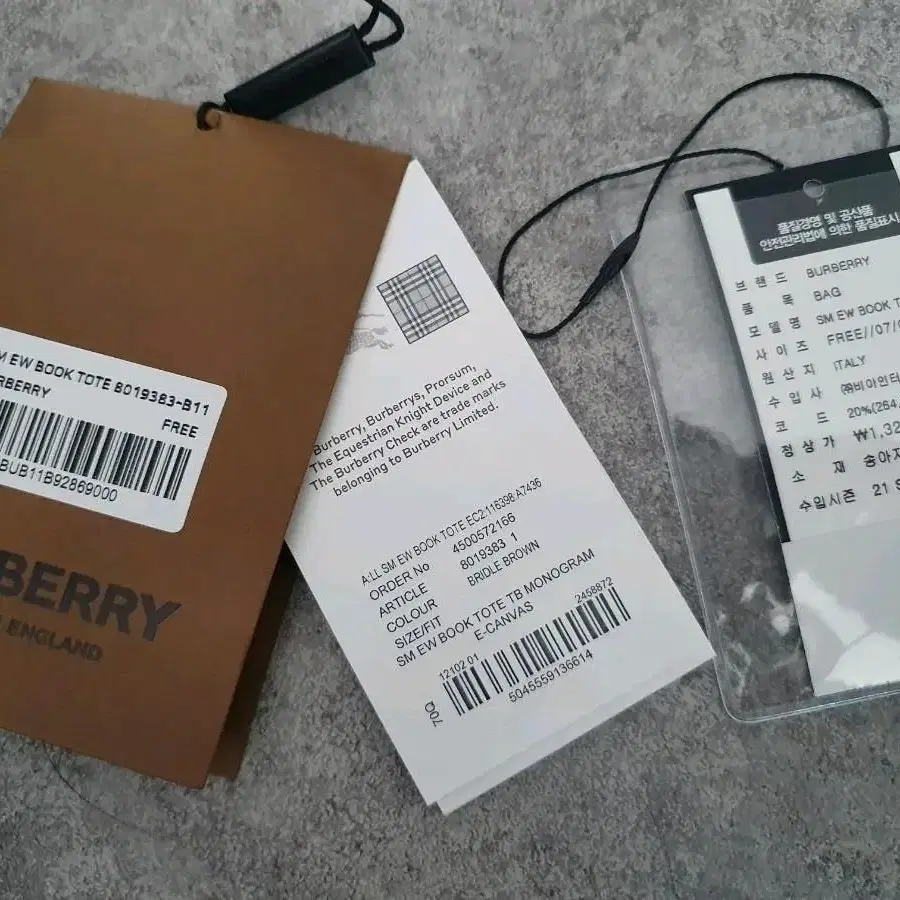 M EW BOOK TOTE 8019383-B11
RBERRY
FREE
BUB11B92869000
BERRY
ENGLAND
Burberry, Burberrys, Prorsum,
The Equestrian Knight Device and
The Burberry Check are trade marks
belonging to Burberry Limited.
A:LL SM EW BOOK TOTE EC2:116398:A7436
ORDER No 4500572166
ARTICLE 8019383 1
COLOUR BRIDLE BROWN
SIZE/FIT
SM EW BOOK TOTE TB MONOGRAM
E-CANVAS
12102 01 2458872
70Q
5045559136614
품질경영 및 공산품
안전관리법에 의한 품질표시
브 랜 드 BURBERRY
품 목 BAG
모 델 명 SM EW BOOK T
사 이 즈 FREE//07/
원 산 지 ITALY
수 입 사 ㈜비아인터
코 드 20%(264,
정 상 가 ₩1,32
소 재 송아지
수입시즌 21 S